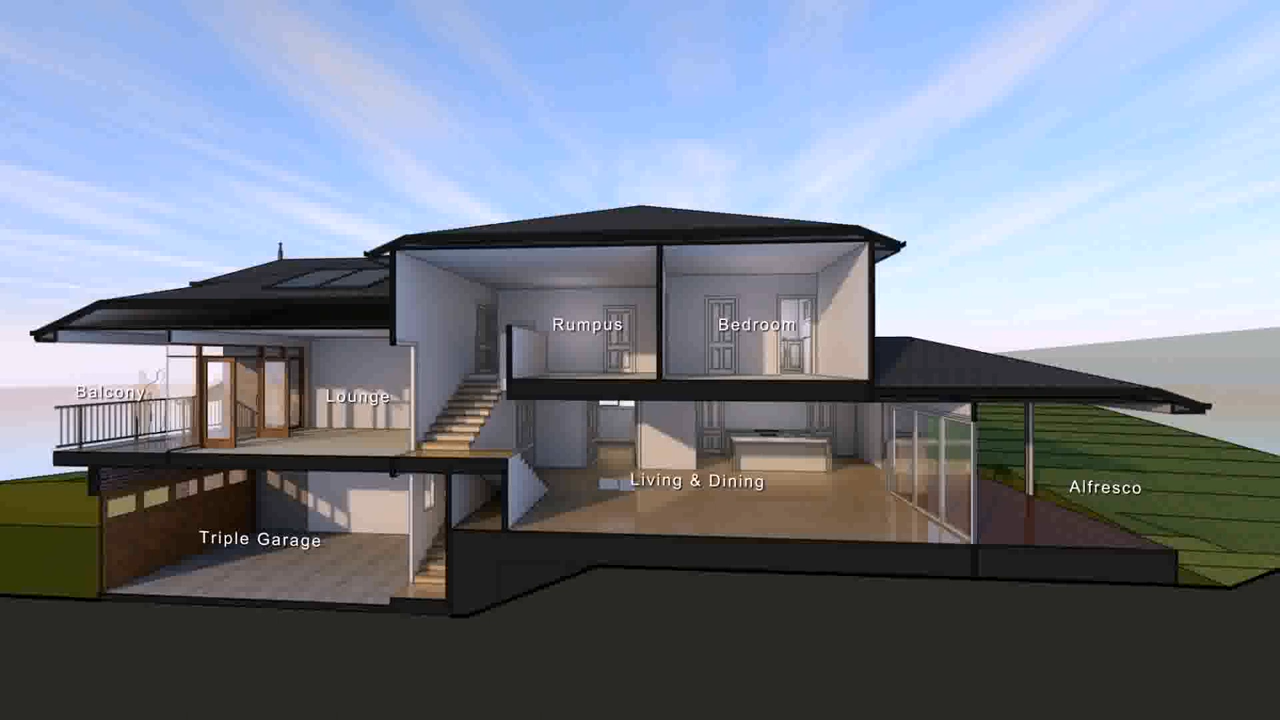 Rumpus
Bedroom
Balcony
Lounge
Living & Dining
Alfresco
Triple Garage